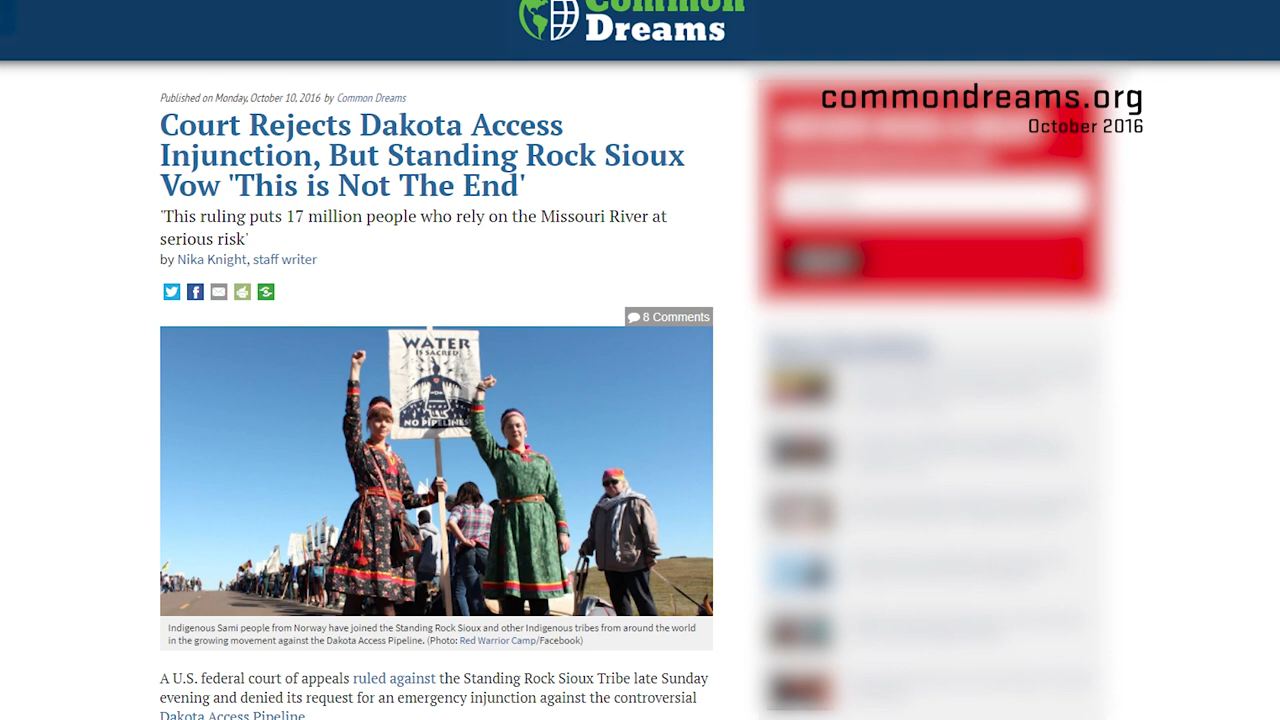 Common
Dreams
commondreams.org
October 2016
Published on Monday, October 10, 2016 by Common Dreams
Court Rejects Dakota Access
Injunction, But Standing Rock Sioux
Vow 'This is Not The End'
'This ruling puts 17 million people who rely on the Missouri River at
serious risk'
by Nika Knight, staff writer
8 Comments
WATER
IS SACRED
NO PIPELINES
Indigenous Sami people from Norway have joined the Standing Rock Sioux and other Indigenous tribes from around the world
in the growing movement against the Dakota Access Pipeline. (Photo: Red Warrior Camp/Facebook)
A U.S. federal court of appeals ruled against the Standing Rock Sioux Tribe late Sunday
evening and denied its request for an emergency injunction against the controversial
Dakota Access Pipeline.